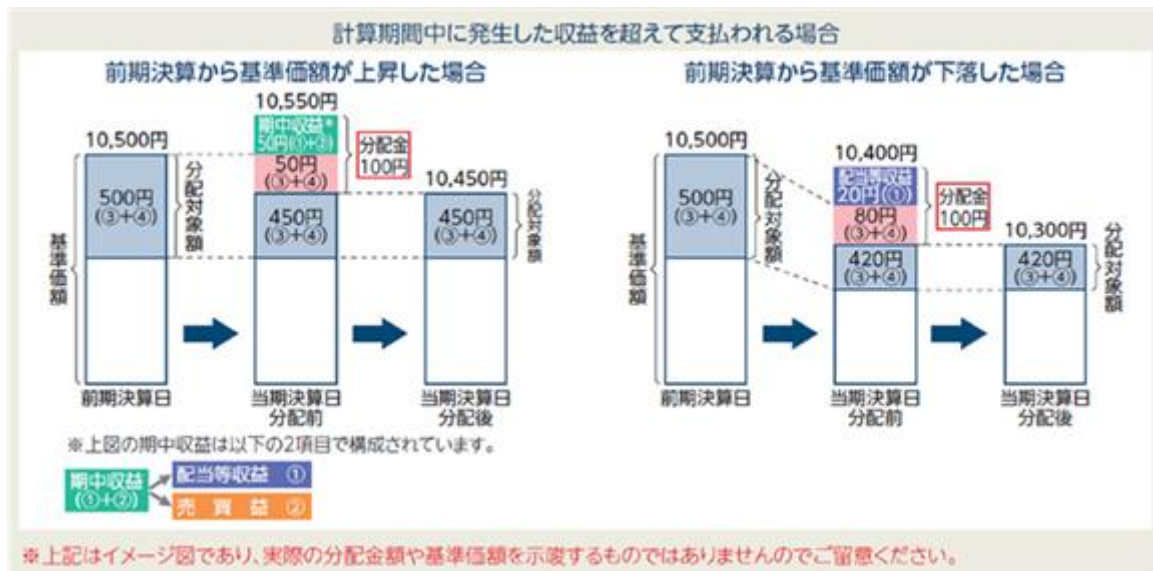 計算期間中に発生した収益を超えて支払われる場合
前期決算から基準価額が上昇した場合
10,550円
10,500円
期中収益※
50円(①+②)
50円
(③+④)
分配金
100円
10,450円
500円
(③+④)
分配対象額
450円
(③+④)
450円
(③+④)
分配対象額
基準価額
前期決算日
当期決算日
分配前
当期決算日
分配後
前期決算から基準価額が下落した場合
10,500円
10,400円
配当等収益
20円(①)
80円
(③+④)
分配金
100円
10,300円
500円
(③+④)
分配対象額
420円
(③+④)
420円
(③+④)
分配対象額
基準価額
前期決算日
当期決算日
分配前
当期決算日
分配後
※上図の期中収益は以下の2項目で構成されています。
期中収益
(①+②)
配当等収益 ①
売買益 ②
※上記はイメージ図であり、実際の分配金額や基準価額を示唆するものではありませんのでご留意ください。